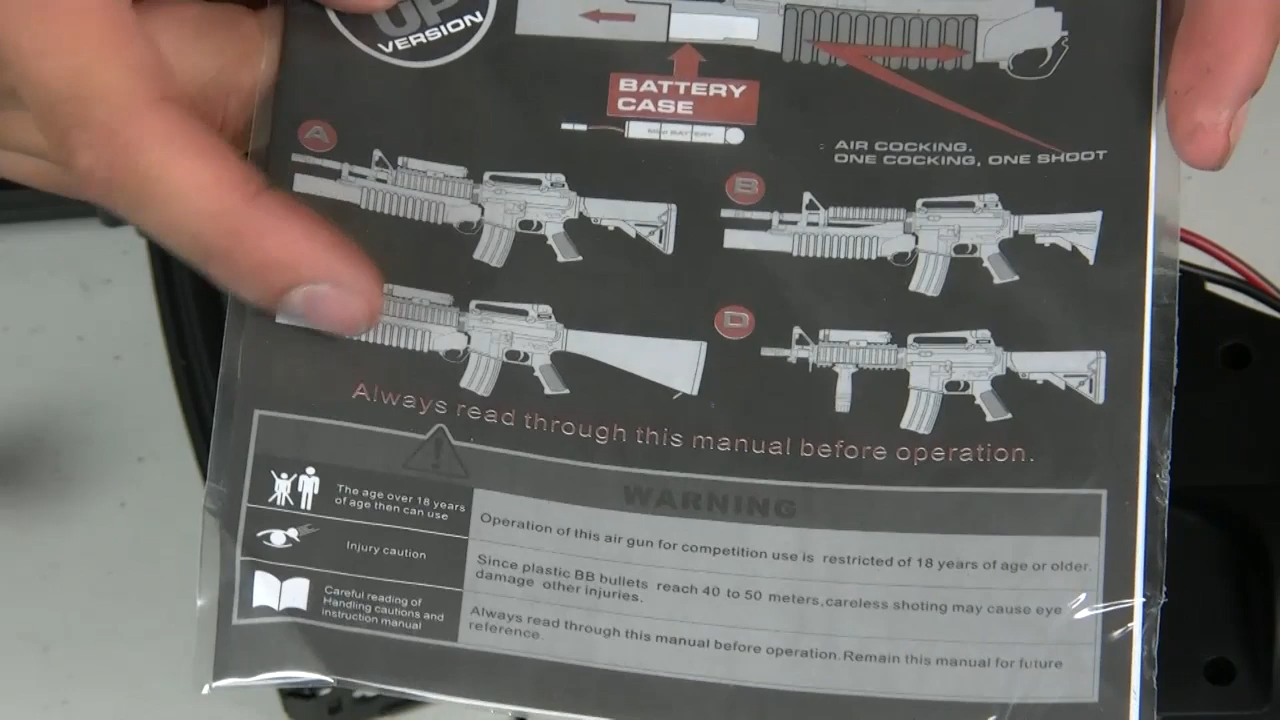 UP
VERSION
BATTERY
CASE
AIR COCKING.
ONE COCKING, ONE SHOOT
A
B
D
Always read through this manual before operation.
WARNING
The age over 18 years
of age then can use
Operation of this air gun for competition use is restricted of 18 years of age or older.
Injury caution
Since plastic BB bullets reach 40 to 50 meters,careless shoting may cause eye
damage other injuries.
Careful reading of
Handling cautions and
instruction manual
Always read through this manual before operation.Remain this manual for future
reference.